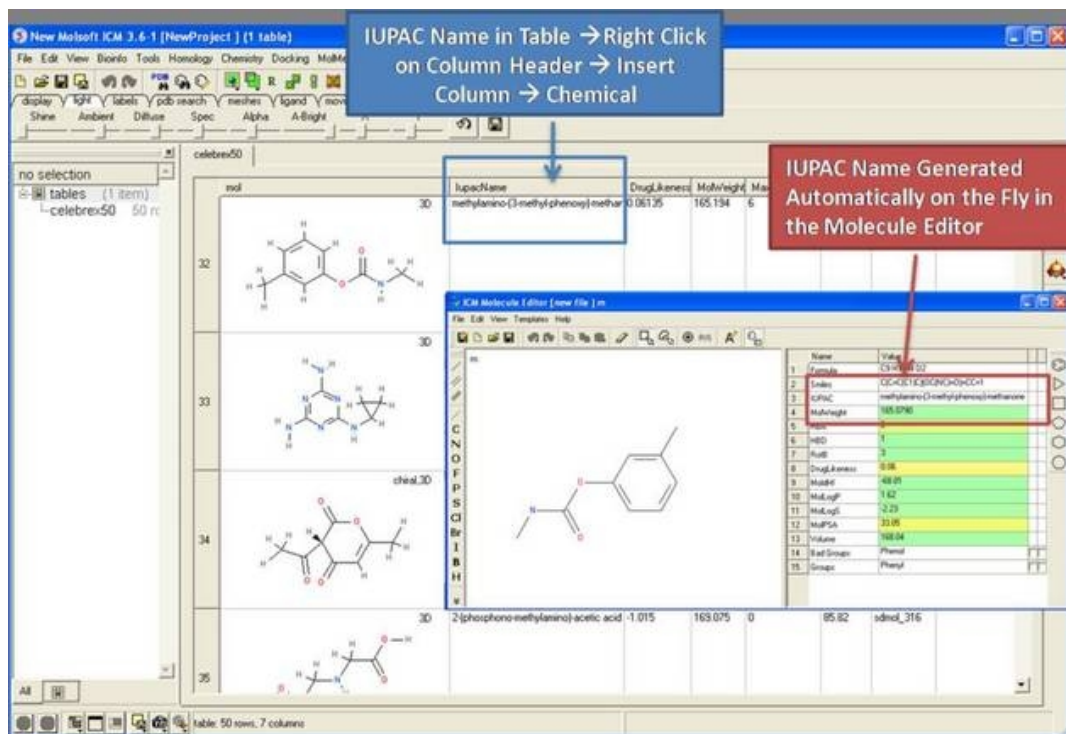 New Molsoft ICM 3.6-1 [NewProject ] (1 table)
IUPAC Name in Table → Right Click
on Column Header → Insert
Column → Chemical
File Edit View Bioinfo Tools Homology Chemistry Docking
display light labels pdb search meshes ligand
Shine Ambient Diffuse Spec Alpha A-Bright
no selection
celebrex50
tables (1 item)
celebrex50
mol IupacName DrugLikeness MolWeight
3D methylamino-(3-methyl-phenoxy)-methan 0.06135 165.194 6
32
IUPAC Name Generated
Automatically on the Fly in
the Molecule Editor
ICM Molecule Editor [new file ] m
File Edit View Templates Help
m
Name Value
1 Formula
2 Smiles
3 IUPAC methylamino-(3-methyl-phenoxy)-methanone
4 MolWeight 165.0790
5
6 HBD 1
7 RotB 3
8 DrugLikeness 0.06
9
10 MolLogP 1.62
11 MolLogS -2.23
12 MolPSA 33.05
13 Volume 168.04
14 Bad Groups Phenol
15 Groups Phenyl
C
N
O
F
P
S
Cl
Br
I
B
H
3D
33
chiral,3D
34
3D 2-(phosphono-methylamino)-acetic acid -1.015 169.075 0 85.82 sdmol_316
35
All
table: 50 rows, 7 columns